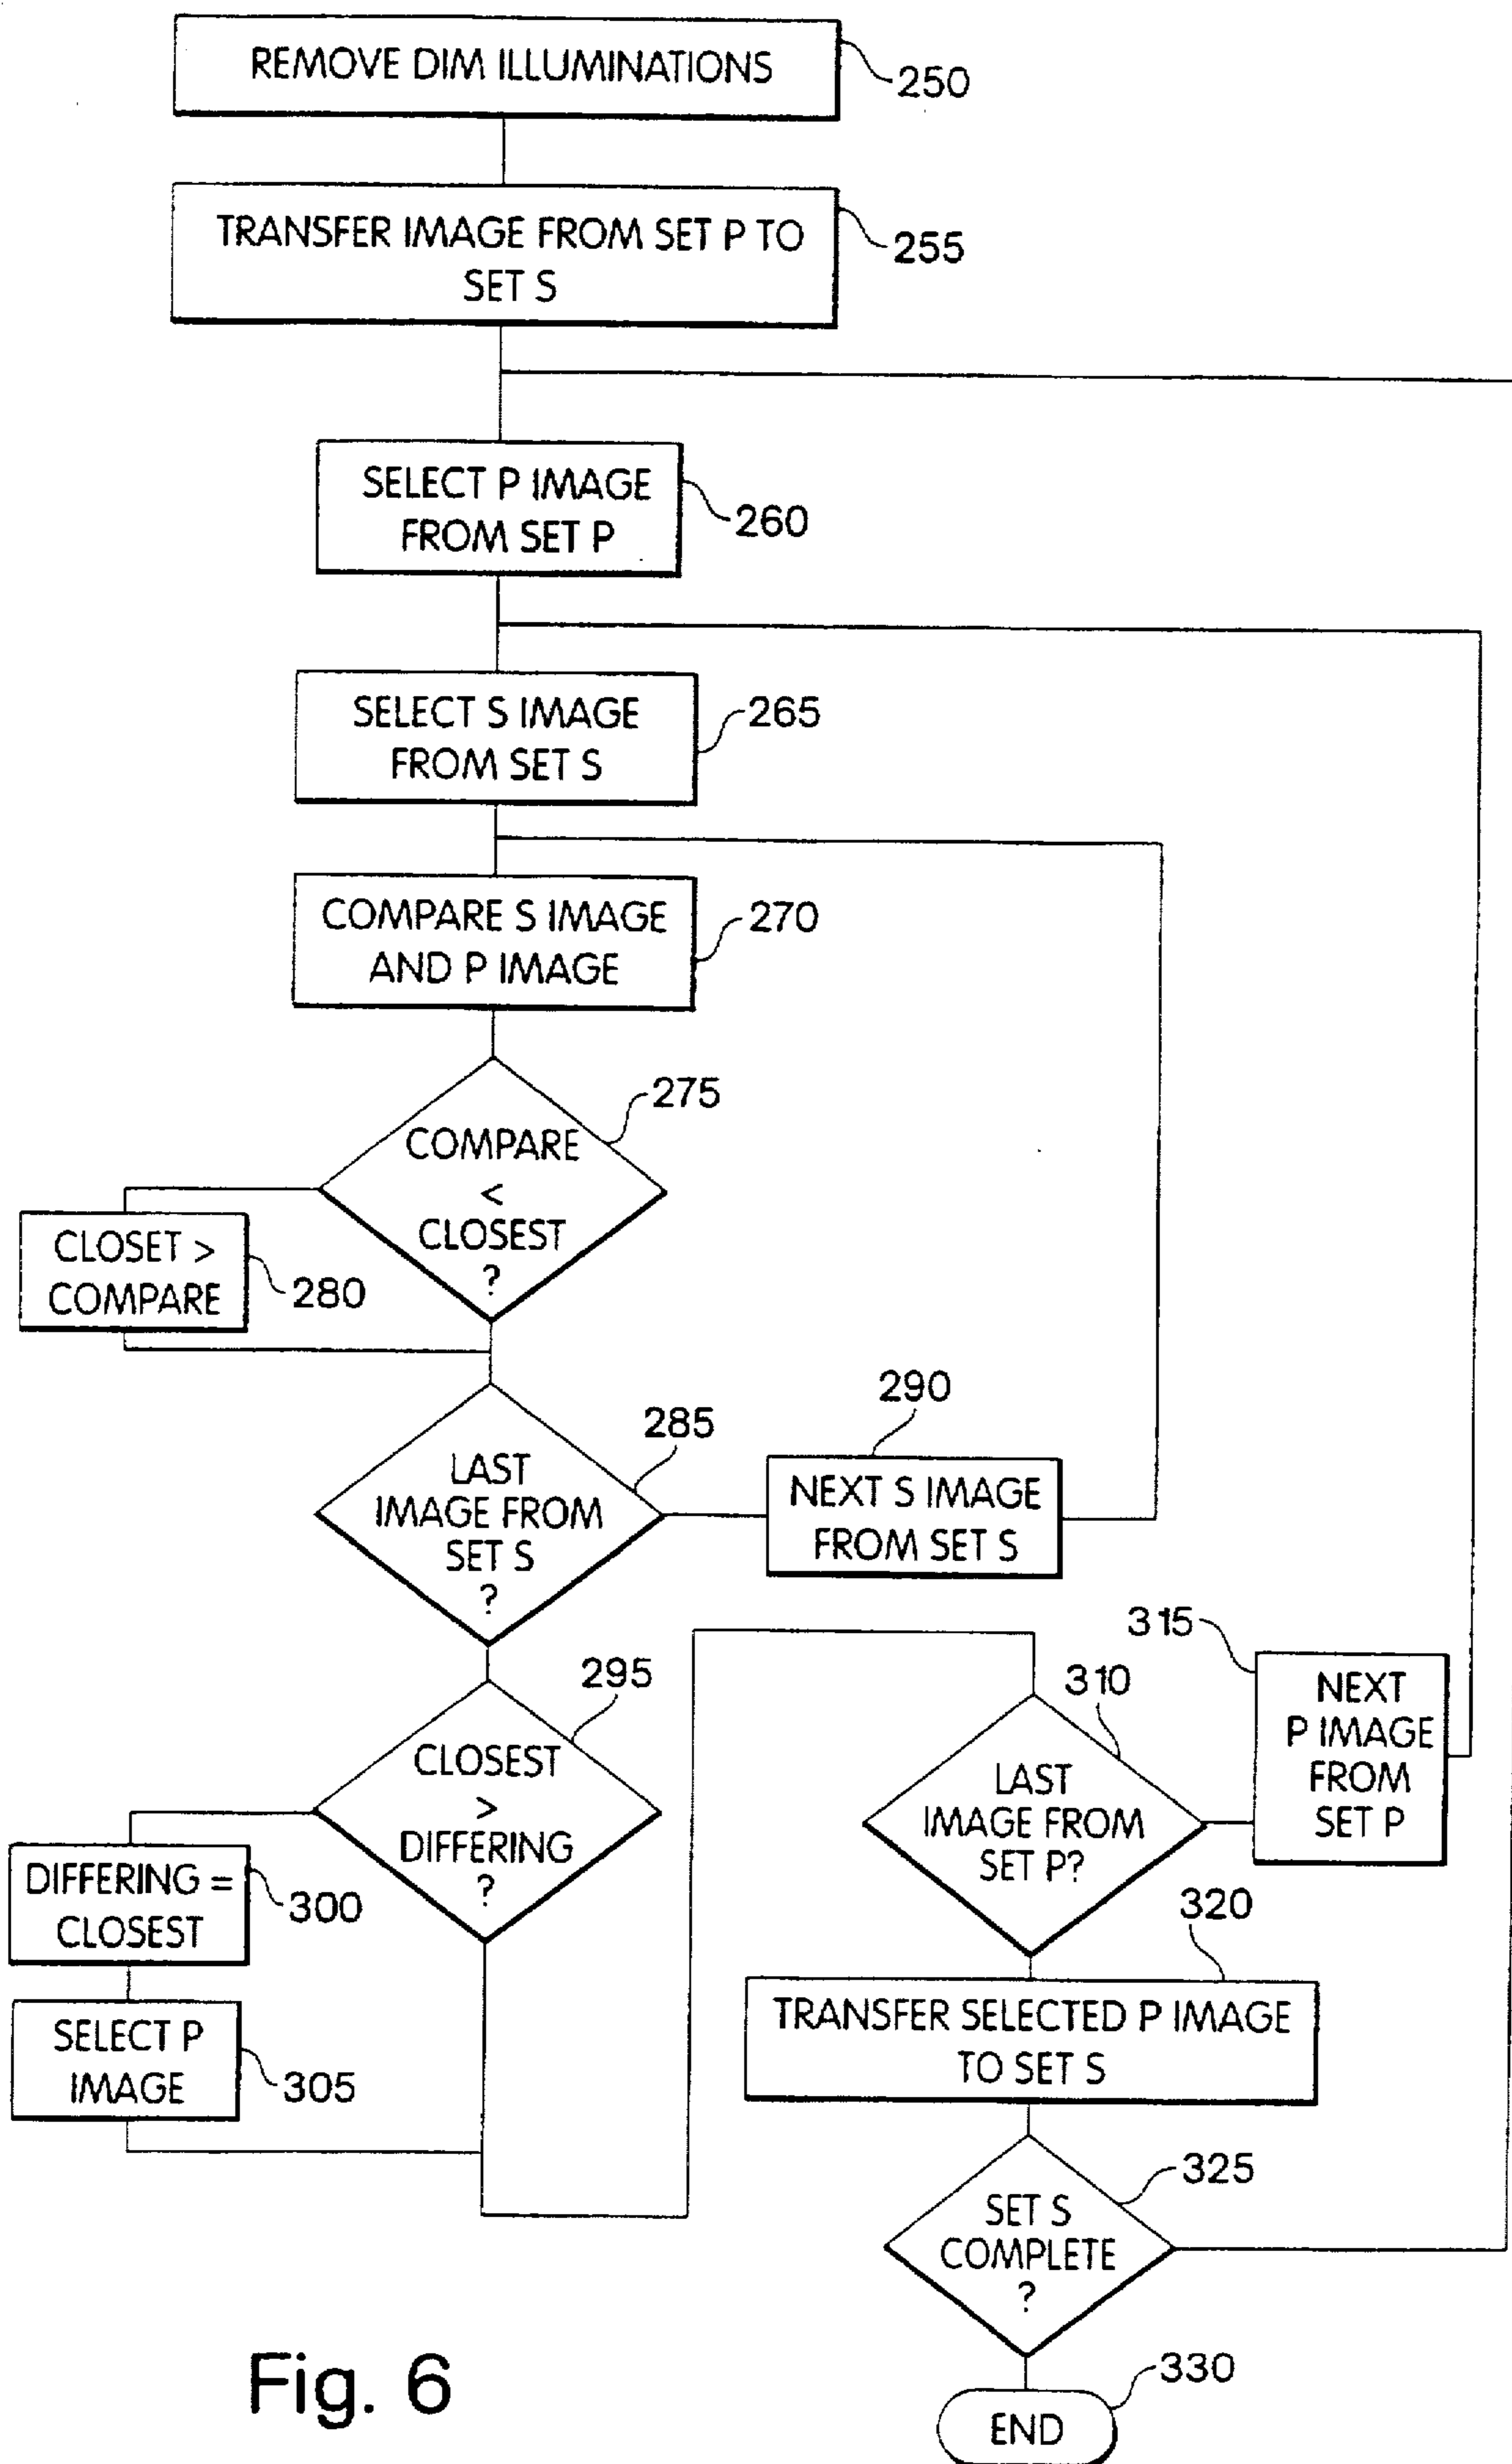 REMOVE DIM ILLUMINATIONS
250
TRANSFER IMAGE FROM SET P TO
SET S
255
SELECT P IMAGE
FROM SET P
260
SELECT S IMAGE
FROM SET S
265
COMPARE S IMAGE
AND P IMAGE
270
COMPARE
<
CLOSEST
?
275
CLOSET >
COMPARE
280
LAST
IMAGE FROM
SET S
?
285
NEXT S IMAGE
FROM SET S
290
CLOSEST
>
DIFFERING
?
295
DIFFERING =
CLOSEST
300
SELECT P
IMAGE
305
LAST
IMAGE FROM
SET P?
310
NEXT
P IMAGE
FROM
SET P
315
TRANSFER SELECTED P IMAGE
TO SET S
320
SET S
COMPLETE
?
325
END
330
Fig. 6